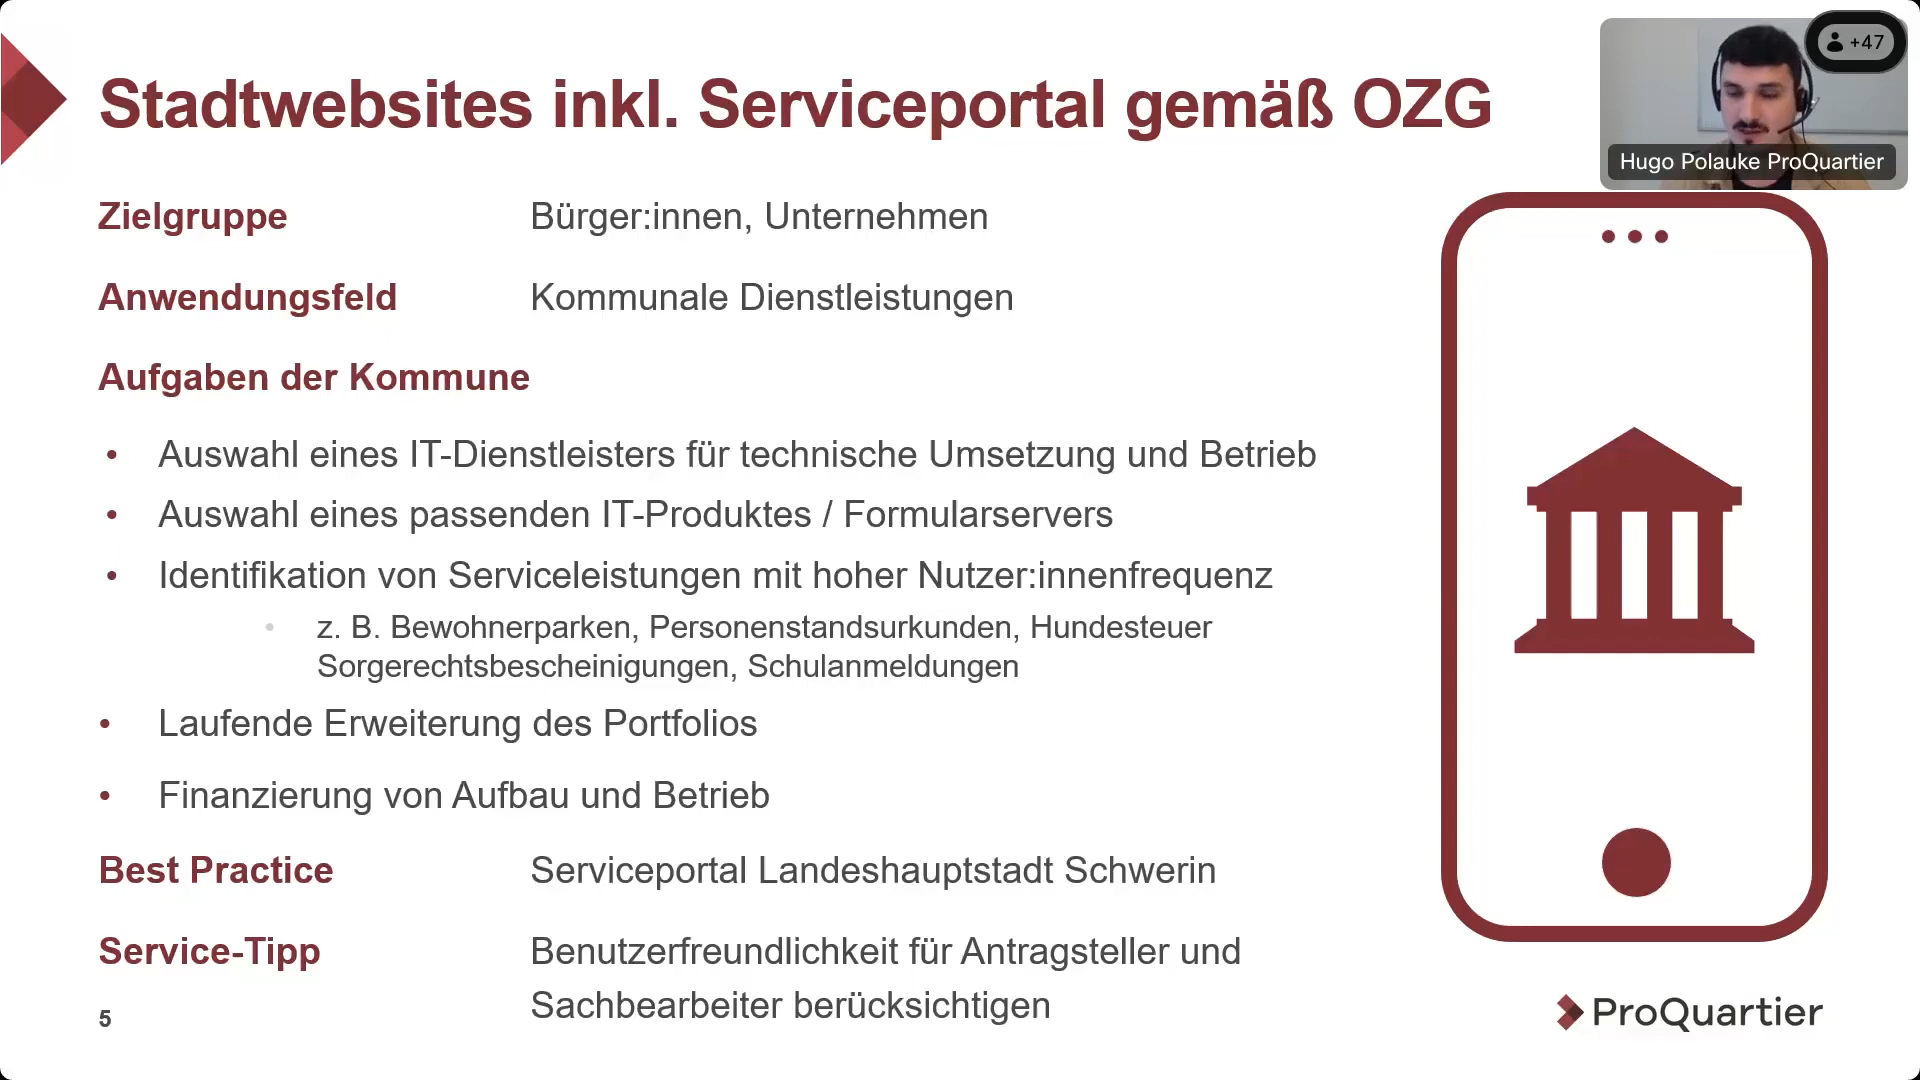 Stadtwebsites inkl. Serviceportal gemäß OZG
+47
Hugo Polauke ProQuartier
Zielgruppe Bürger:innen, Unternehmen
Anwendungsfeld Kommunale Dienstleistungen
Aufgaben der Kommune
• Auswahl eines IT-Dienstleisters für technische Umsetzung und Betrieb
• Auswahl eines passenden IT-Produktes / Formularservers
• Identifikation von Serviceleistungen mit hoher Nutzer:innenfrequenz
• z. B. Bewohnerparken, Personenstandsurkunden, Hundesteuer
Sorgerechtsbescheinigungen, Schulanmeldungen
• Laufende Erweiterung des Portfolios
• Finanzierung von Aufbau und Betrieb
Best Practice Serviceportal Landeshauptstadt Schwerin
Service-Tipp Benutzerfreundlichkeit für Antragsteller und
Sachbearbeiter berücksichtigen
5
ProQuartier